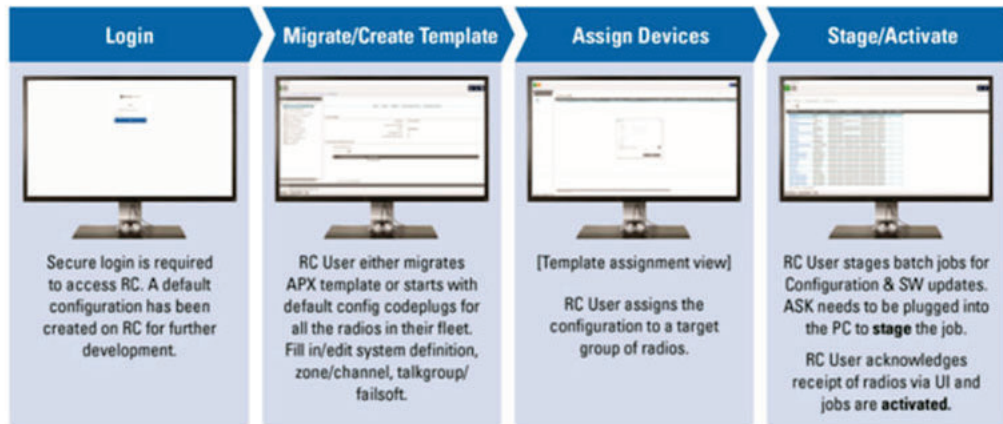 Login
Secure login is required
to access RC. A default
configuration has been
created on RC for further
development.
Migrate/Create Template
RC User either migrates
APX template or starts with
default config codeplugs for
all the radios in their fleet.
Fill in/edit system definition,
zone/channel, talkgroup/
failsoft.
Assign Devices
[Template assignment view]
RC User assigns the
configuration to a target
group of radios.
Stage/Activate
RC User stages batch jobs for
Configuration & SW updates.
ASK needs to be plugged into
the PC to stage the job.
RC User acknowledges
receipt of radios via UI and
jobs are activated.